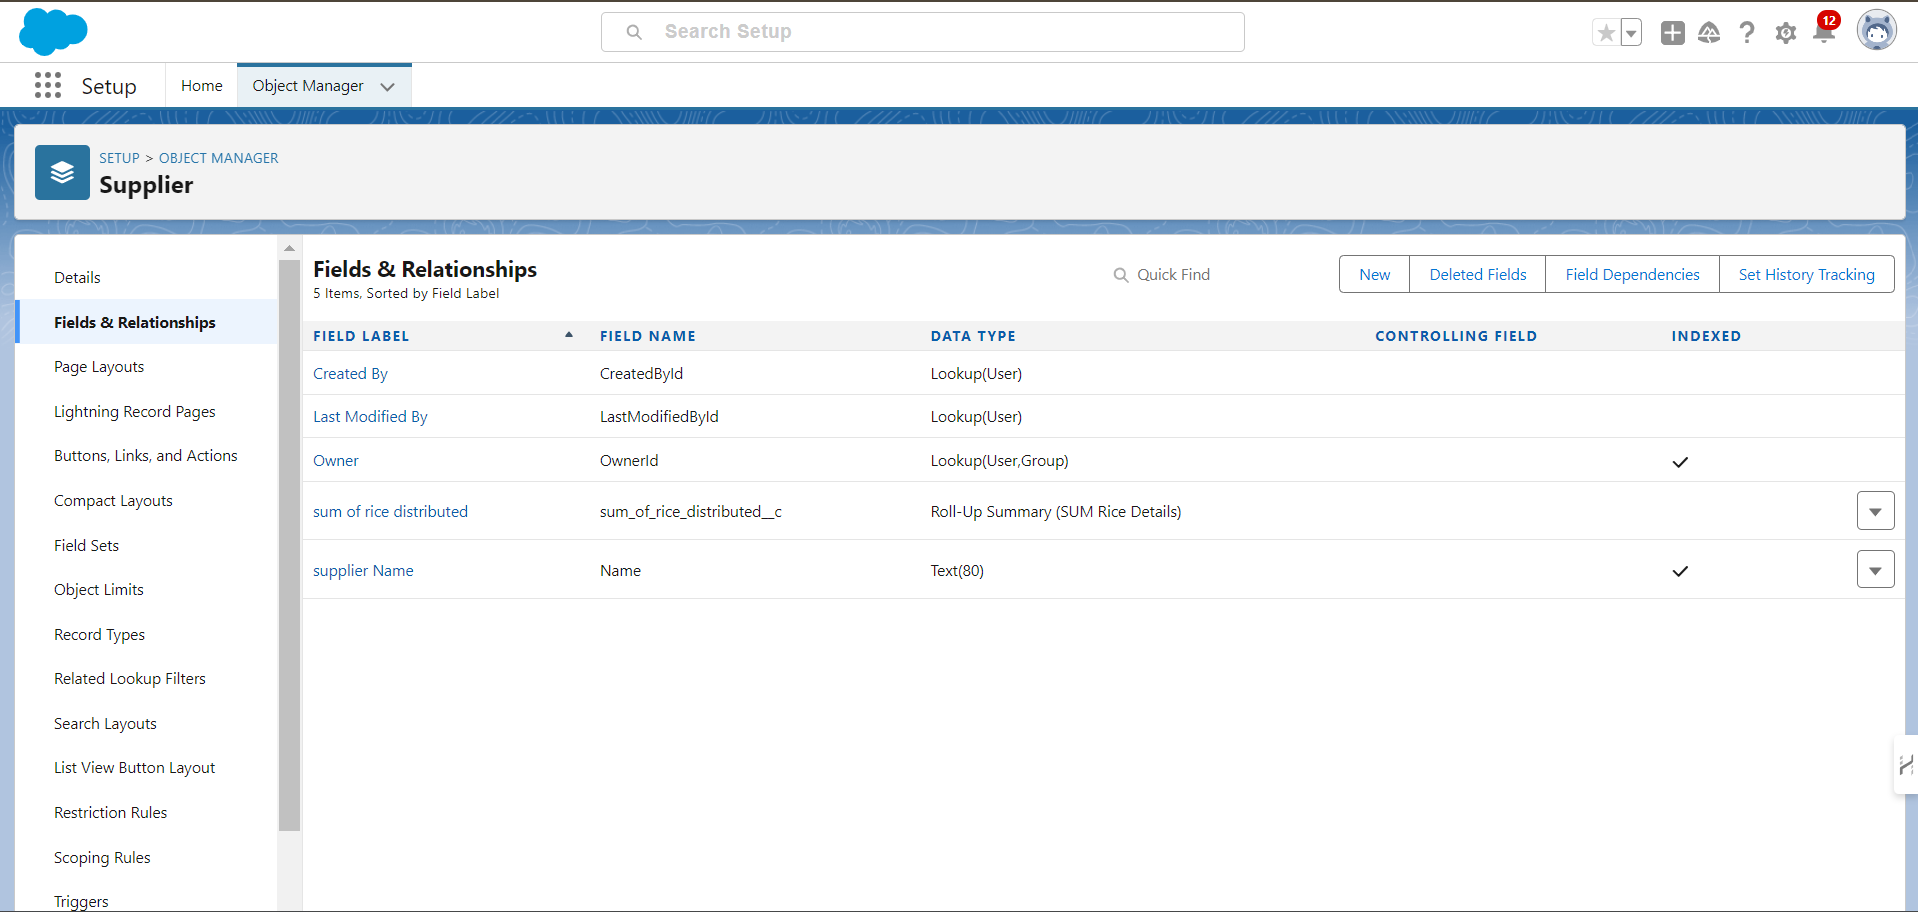 Search Setup
12
Setup
Home
Object Manager
SETUP > OBJECT MANAGER
Supplier
Details
Fields & Relationships
Page Layouts
Lightning Record Pages
Buttons, Links, and Actions
Compact Layouts
Field Sets
Object Limits
Record Types
Related Lookup Filters
Search Layouts
List View Button Layout
Restriction Rules
Scoping Rules
Triggers
Fields & Relationships
5 Items, Sorted by Field Label
Quick Find
New
Deleted Fields
Field Dependencies
Set History Tracking
FIELD LABEL FIELD NAME DATA TYPE CONTROLLING FIELD INDEXED
Created By CreatedById Lookup(User)
Last Modified By LastModifiedById Lookup(User)
Owner OwnerId Lookup(User,Group)
sum of rice distributed sum_of_rice_distributed__c Roll-Up Summary (SUM Rice Details)
supplier Name Name Text(80)